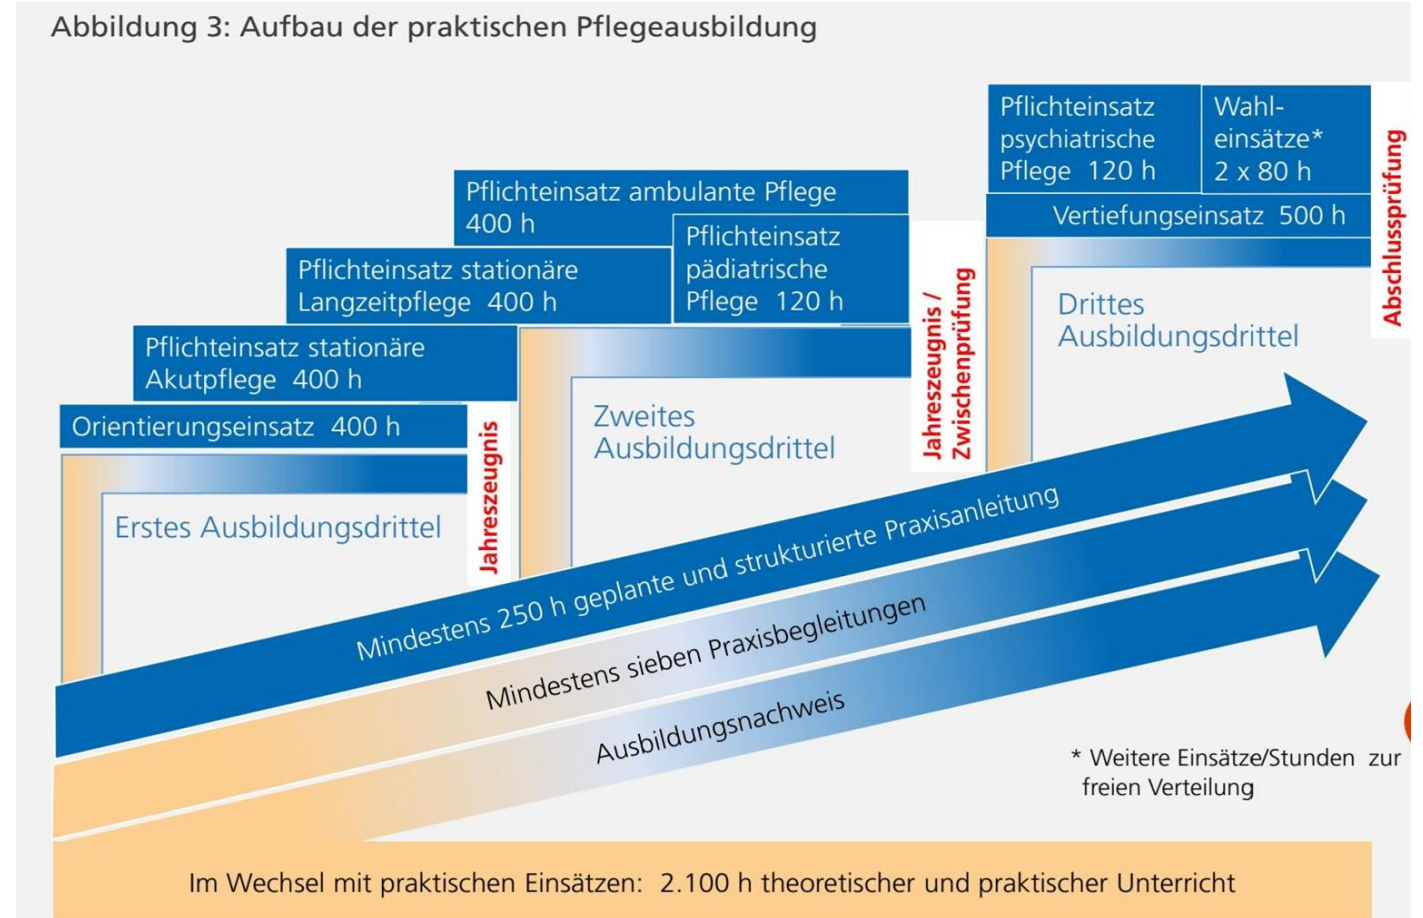 Abbildung 3: Aufbau der praktischen Pflegeausbildung
Pflichteinsatz
psychiatrische
Pflege 120 h
Wahl-
einsätze*
2 x 80 h
Vertiefungseinsatz 500 h
Abschlussprüfung
Drittes
Ausbildungsdrittel
Pflichteinsatz ambulante Pflege
400 h
Pflichteinsatz
pädiatrische
Pflege 120 h
Pflichteinsatz stationäre
Langzeitpflege 400 h
Jahreszeugnis /
Zwischenprüfung
Zweites
Ausbildungsdrittel
Pflichteinsatz stationäre
Akutpflege 400 h
Orientierungseinsatz 400 h
Jahreszeugnis
Erstes Ausbildungsdrittel
Mindestens 250 h geplante und strukturierte Praxisanleitung
Mindestens sieben Praxisbegleitungen
Ausbildungsnachweis
* Weitere Einsätze/Stunden zur
freien Verteilung
Im Wechsel mit praktischen Einsätzen: 2.100 h theoretischer und praktischer Unterricht